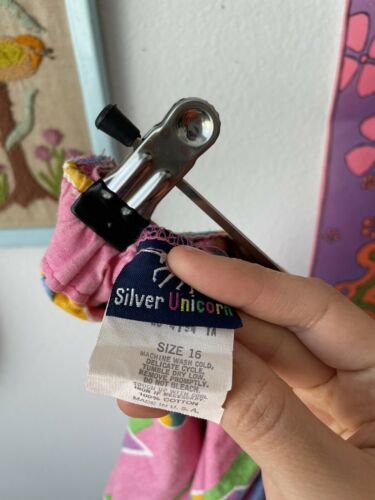 Silver Unicorn
SIZE 16
MACHINE WASH COLD,
DELICATE CYCLE,
TUMBLE DRY LOW.
REMOVE PROMPTLY.
DO NOT BLEACH.
100% COTTON
MADE IN U.S.A.